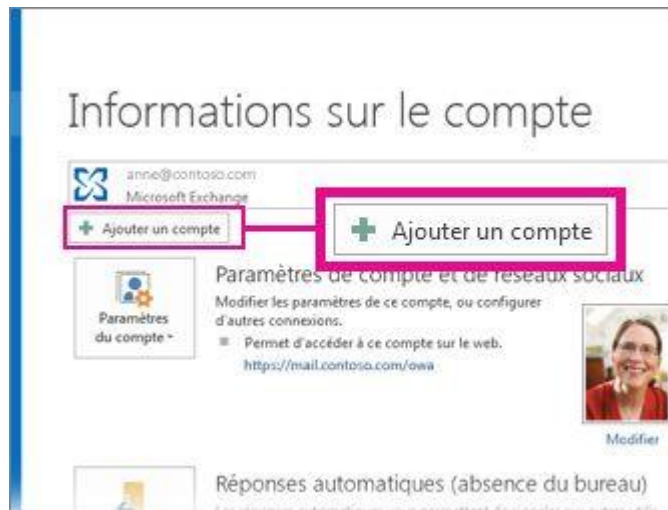 Informations sur le compte
anne@contoso.com
Microsoft Exchange
Ajouter un compte
Ajouter un compte
Paramètres de compte et de réseaux sociaux
Modifier les paramètres de ce compte, ou configurer
d'autres connexions.
Permet d'accéder à ce compte sur le web.
https://mail.contoso.com/owa
Paramètres
du compte
Modifier
Réponses automatiques (absence du bureau)